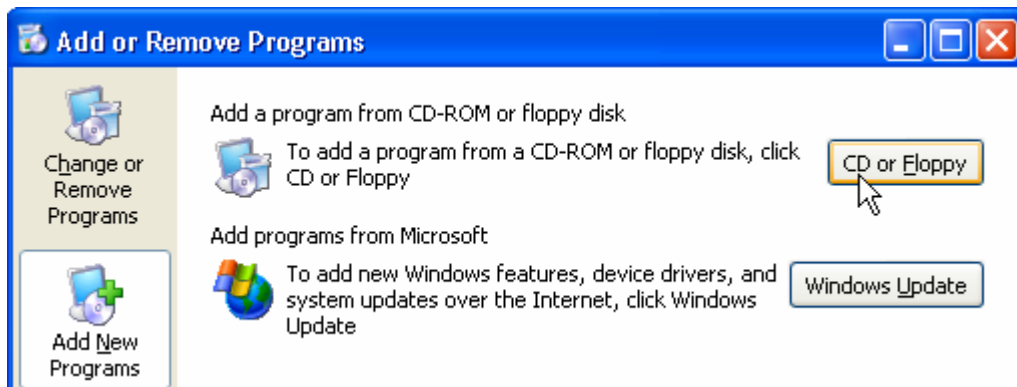 Add or Remove Programs
Change or
Remove
Programs
Add New
Programs
Add a program from CD-ROM or floppy disk
To add a program from a CD-ROM or floppy disk, click
CD or Floppy
CD or Floppy
Add programs from Microsoft
To add new Windows features, device drivers, and
system updates over the Internet, click Windows
Update
Windows Update